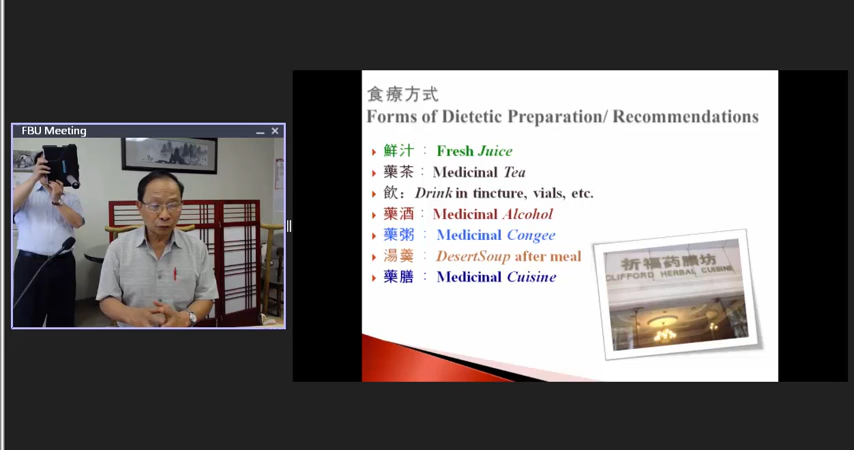 FBU Meeting
食療方式
Forms of Dietetic Preparation/ Recommendations
鮮汁： Fresh Juice
藥茶： Medicinal Tea
飲：Drink in tincture, vials, etc.
藥酒： Medicinal Alcohol
藥粥： Medicinal Congee
湯羹： DesertSoup after meal
藥膳： Medicinal Cuisine
祈福药膳坊
CLIFFORD HERBAL CUISINE